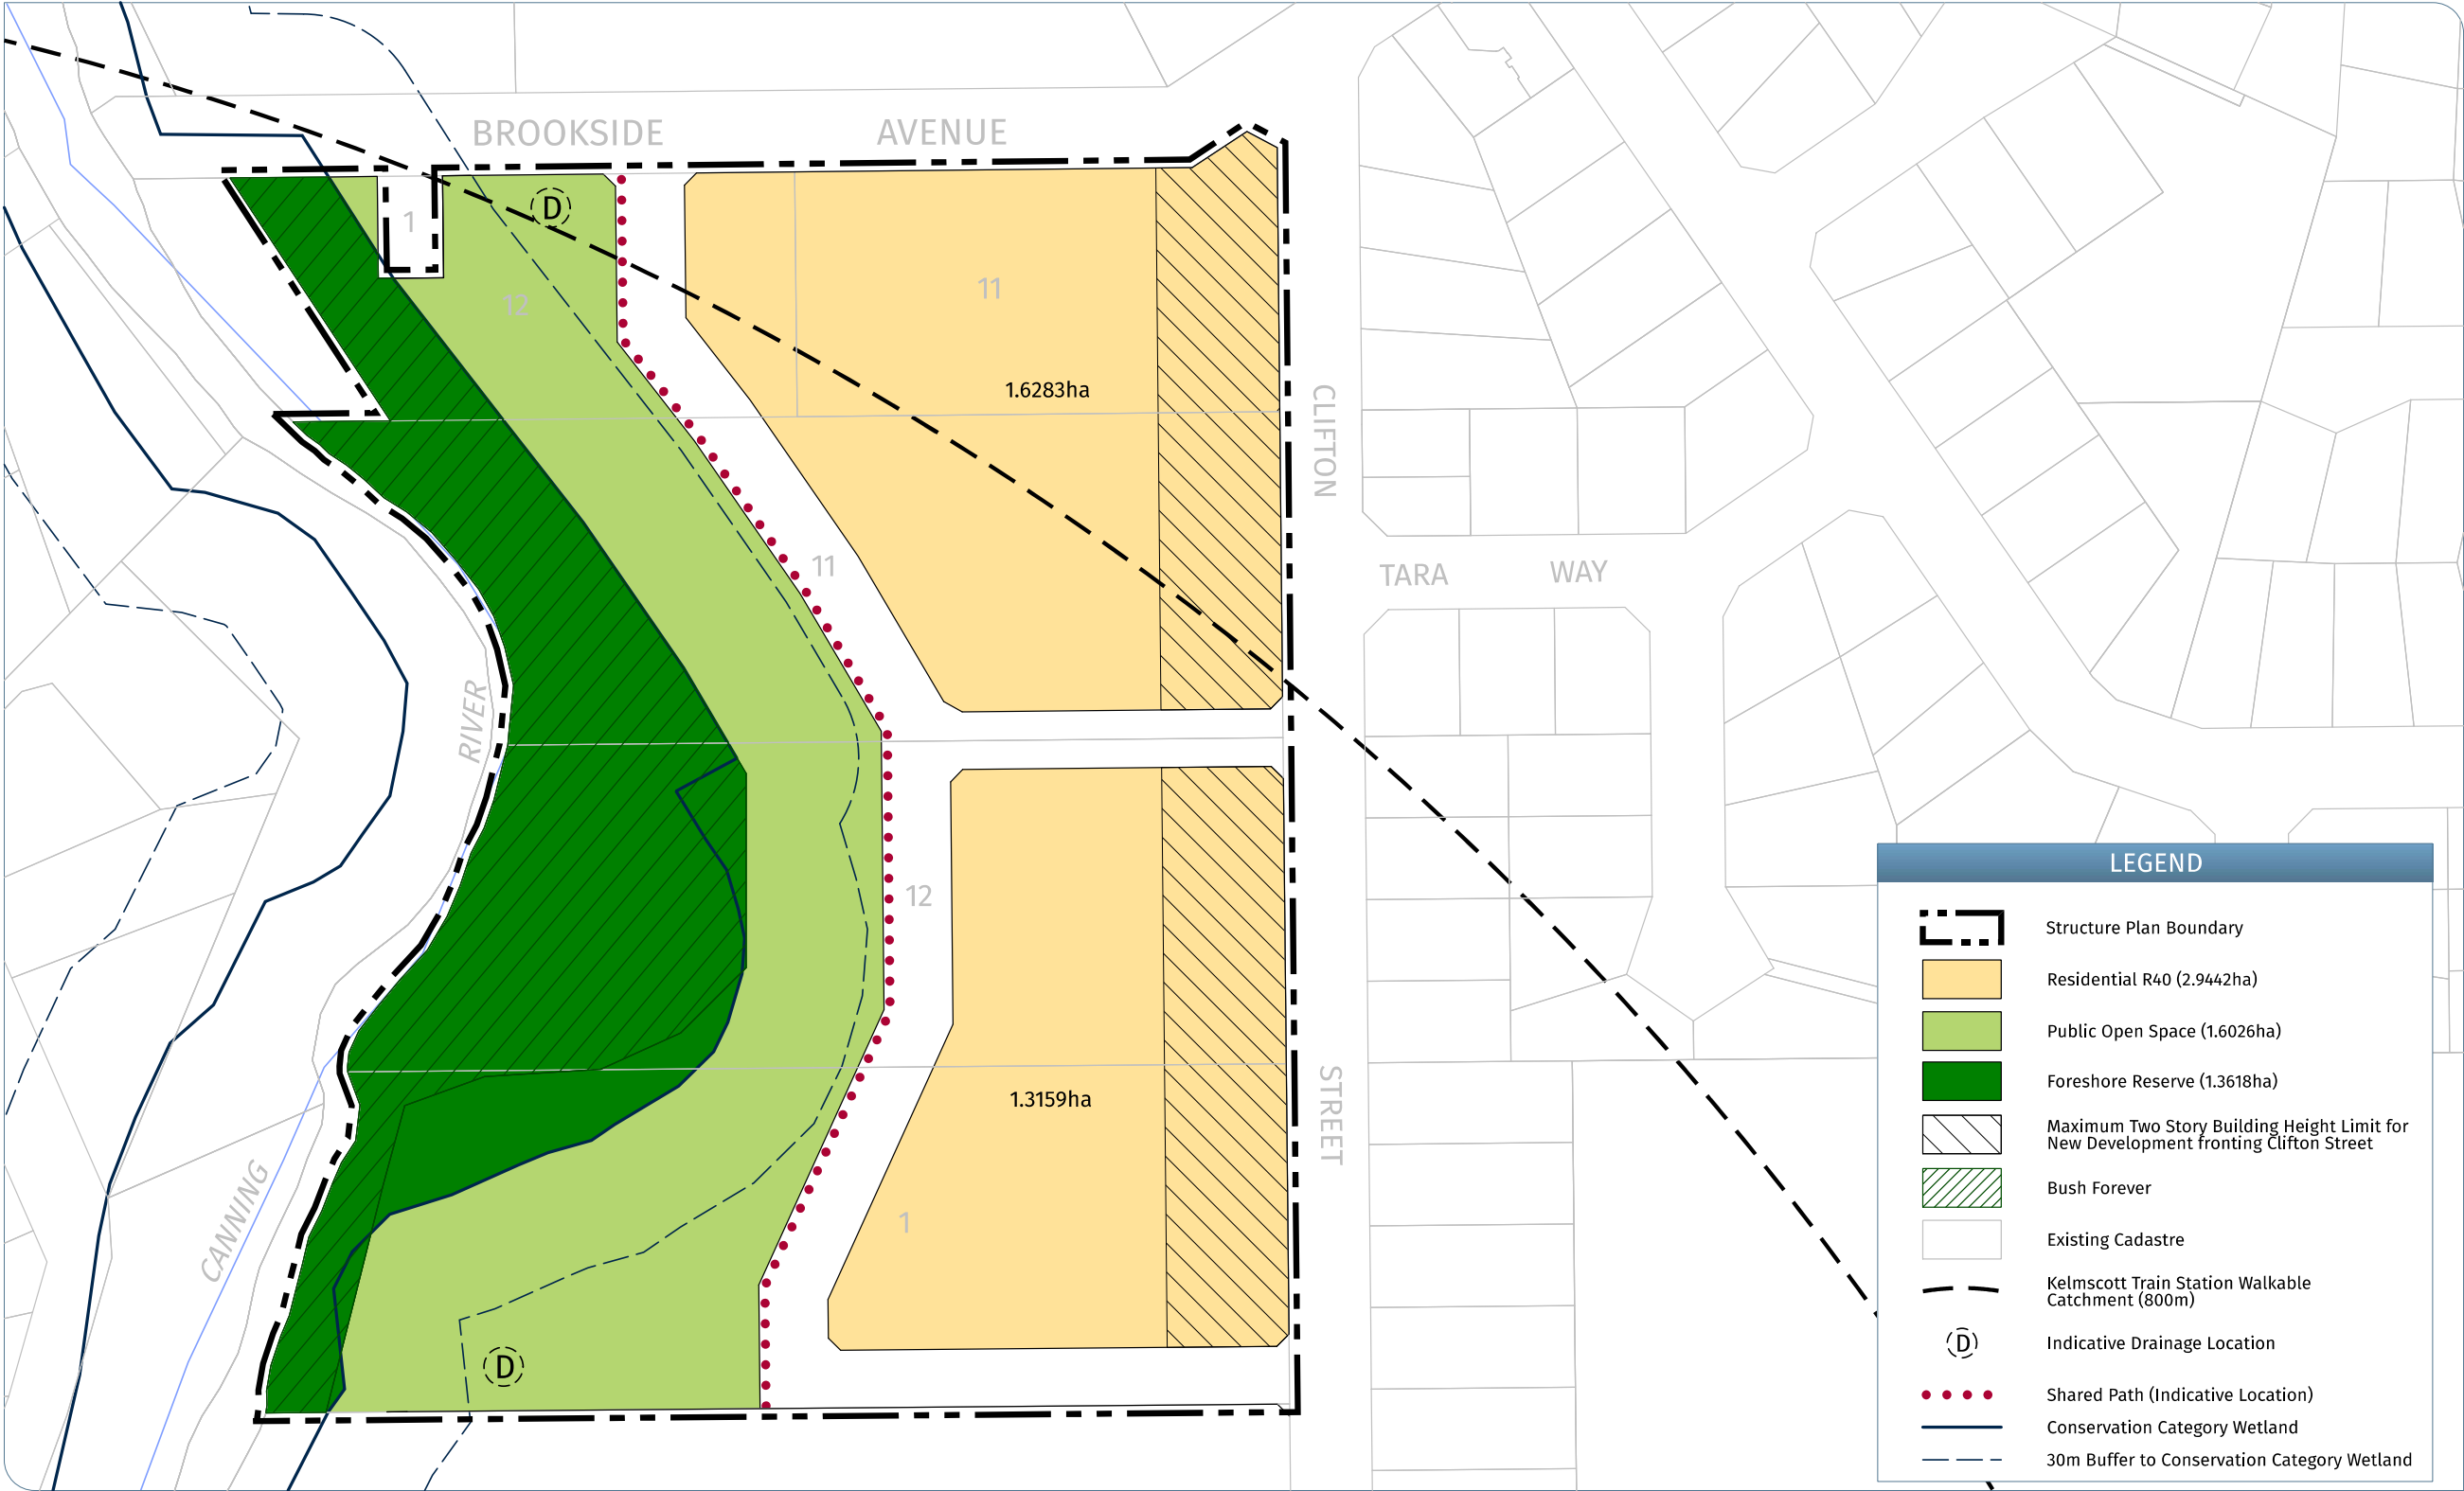 BROOKSIDE AVENUE
1
D
12
11
1.6283ha
CLIFTON
11
TARA WAY
RIVER
12
1.3159ha
STREET
1
CANNING
D
LEGEND
Structure Plan Boundary
Residential R40 (2.9442ha)
Public Open Space (1.6026ha)
Foreshore Reserve (1.3618ha)
Maximum Two Story Building Height Limit for
New Development fronting Clifton Street
Bush Forever
Existing Cadastre
Kelmscott Train Station Walkable
Catchment (800m)
D
Indicative Drainage Location
Shared Path (Indicative Location)
Conservation Category Wetland
30m Buffer to Conservation Category Wetland